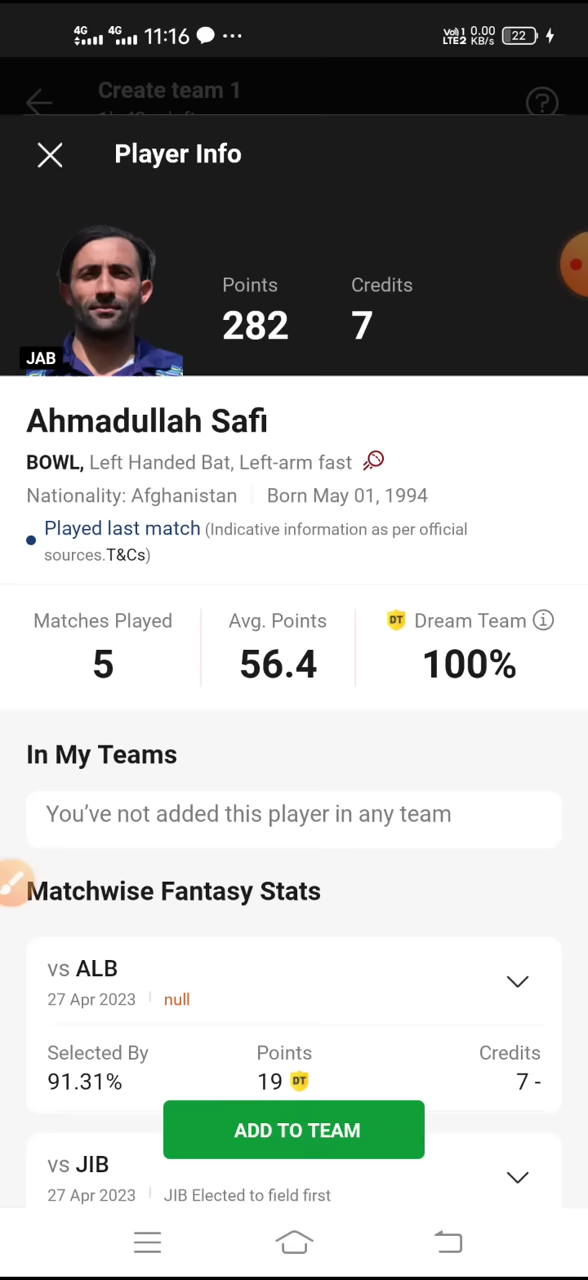 4G 4G 11:16 ... Vo) 1 LTE2 0.00 KB/s 22
Create team 1
Player Info
Points Credits
282 7
JAB
Ahmadullah Safi
BOWL, Left Handed Bat, Left-arm fast
Nationality: Afghanistan Born May 01, 1994
Played last match (Indicative information as per official
sources.T&Cs)
Matches Played Avg. Points DT Dream Team
5 56.4 100%
In My Teams
You’ve not added this player in any team
Matchwise Fantasy Stats
vs ALB
27 Apr 2023 null
Selected By Points Credits
91.31% 19 DT 7 -
ADD TO TEAM
vs JIB
27 Apr 2023 JIB Elected to field first